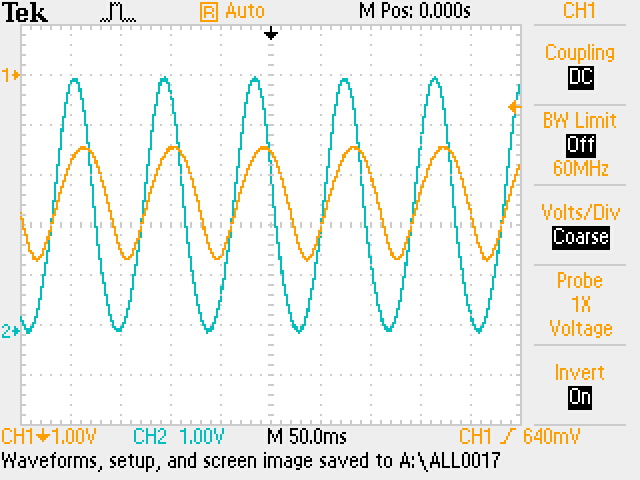 Tek R Auto M Pos: 0.000s CH1
Coupling
DC
BW Limit
Off
60MHz
Volts/Div
Coarse
Probe
1X
Voltage
Invert
On
1
2
CH1 1.00V CH2 1.00V M 50.0ms CH1 640mV
Waveforms, setup, and screen image saved to A:\ALL0017